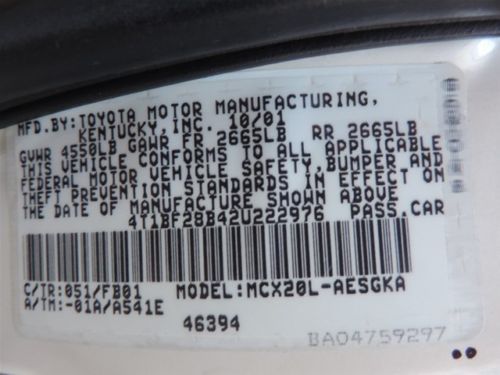 MFD.BY:TOYOTA MOTOR MANUFACTURING,
KENTUCKY,INC. 10/01
GVWR 4550LB GAWR FR 2665LB RR 2665LB
THIS VEHICLE CONFORMS TO ALL APPLICABLE
FEDERAL MOTOR VEHICLE SAFETY,BUMPER AND
THEFT PREVENTION STANDARDS IN EFFECT ON
THE DATE OF MANUFACTURE SHOWN ABOVE
4T1BF28B42U222976 PASS.CAR
C/TR:051/FB01 MODEL:MCX20L-AESGKA
A/TM:-01A/A541E
46394
BA04759297